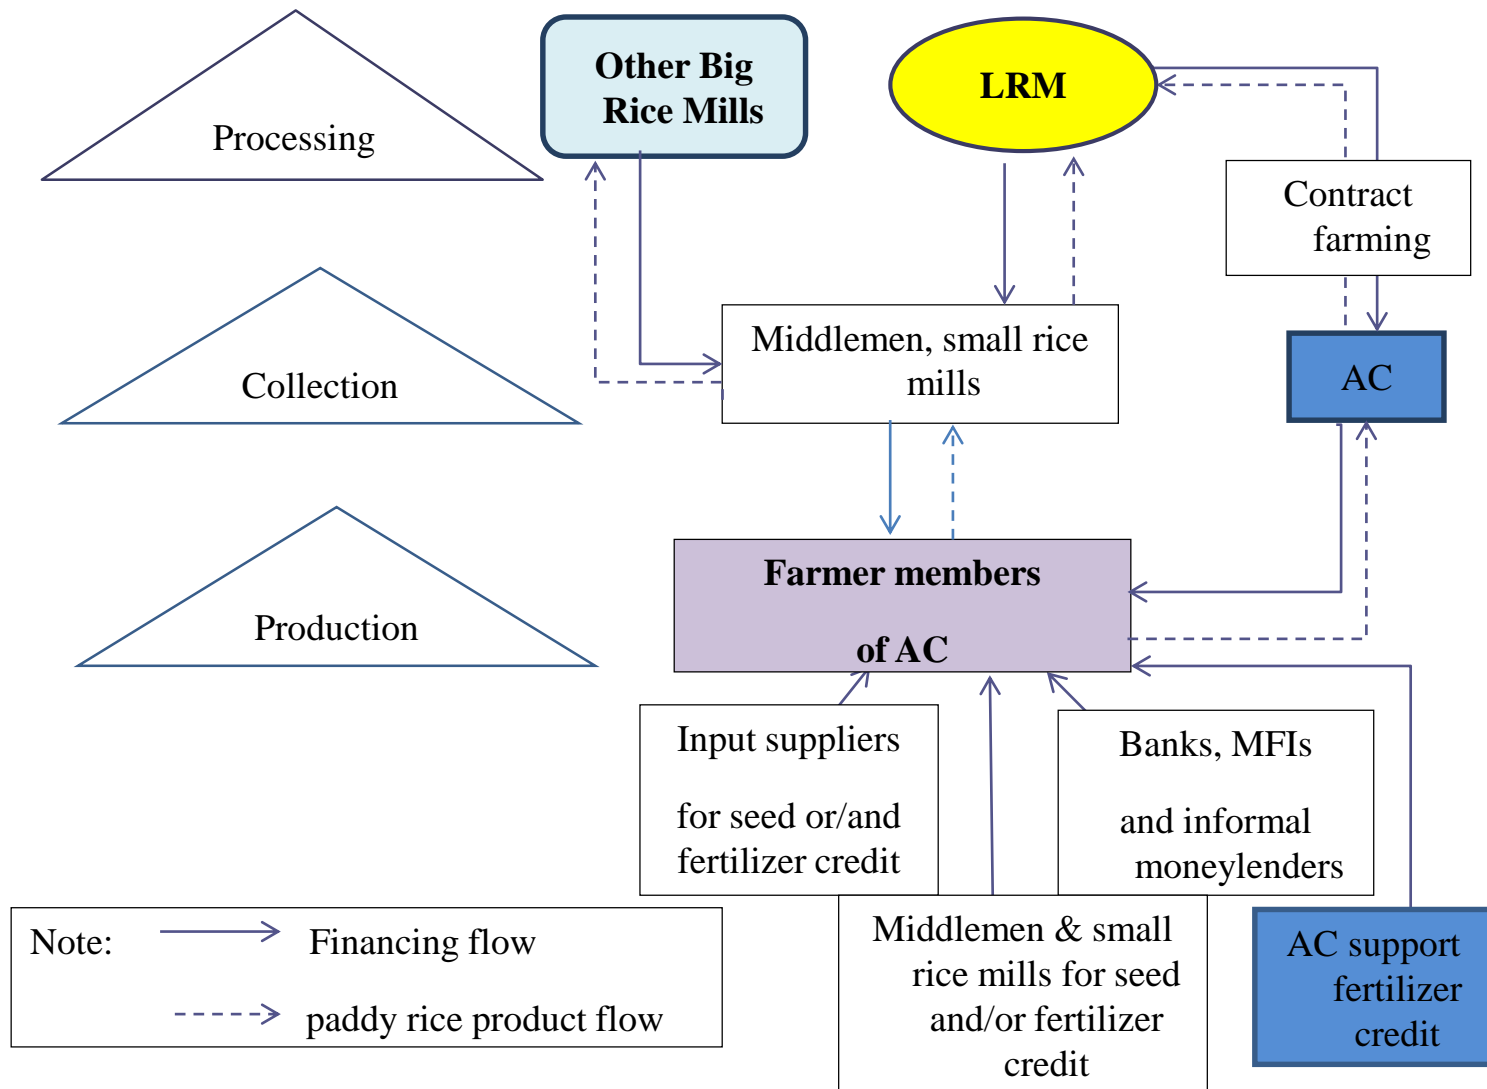 Processing
Other Big
Rice Mills
LRM
Contract
farming
Collection
Middlemen, small rice
mills
AC
Production
Farmer members
of AC
Input suppliers
for seed or/and
fertilizer credit
Banks, MFIs
and informal
moneylenders
Note:
Financing flow
paddy rice product flow
Middlemen & small
rice mills for seed
and/or fertilizer
credit
AC support
fertilizer
credit